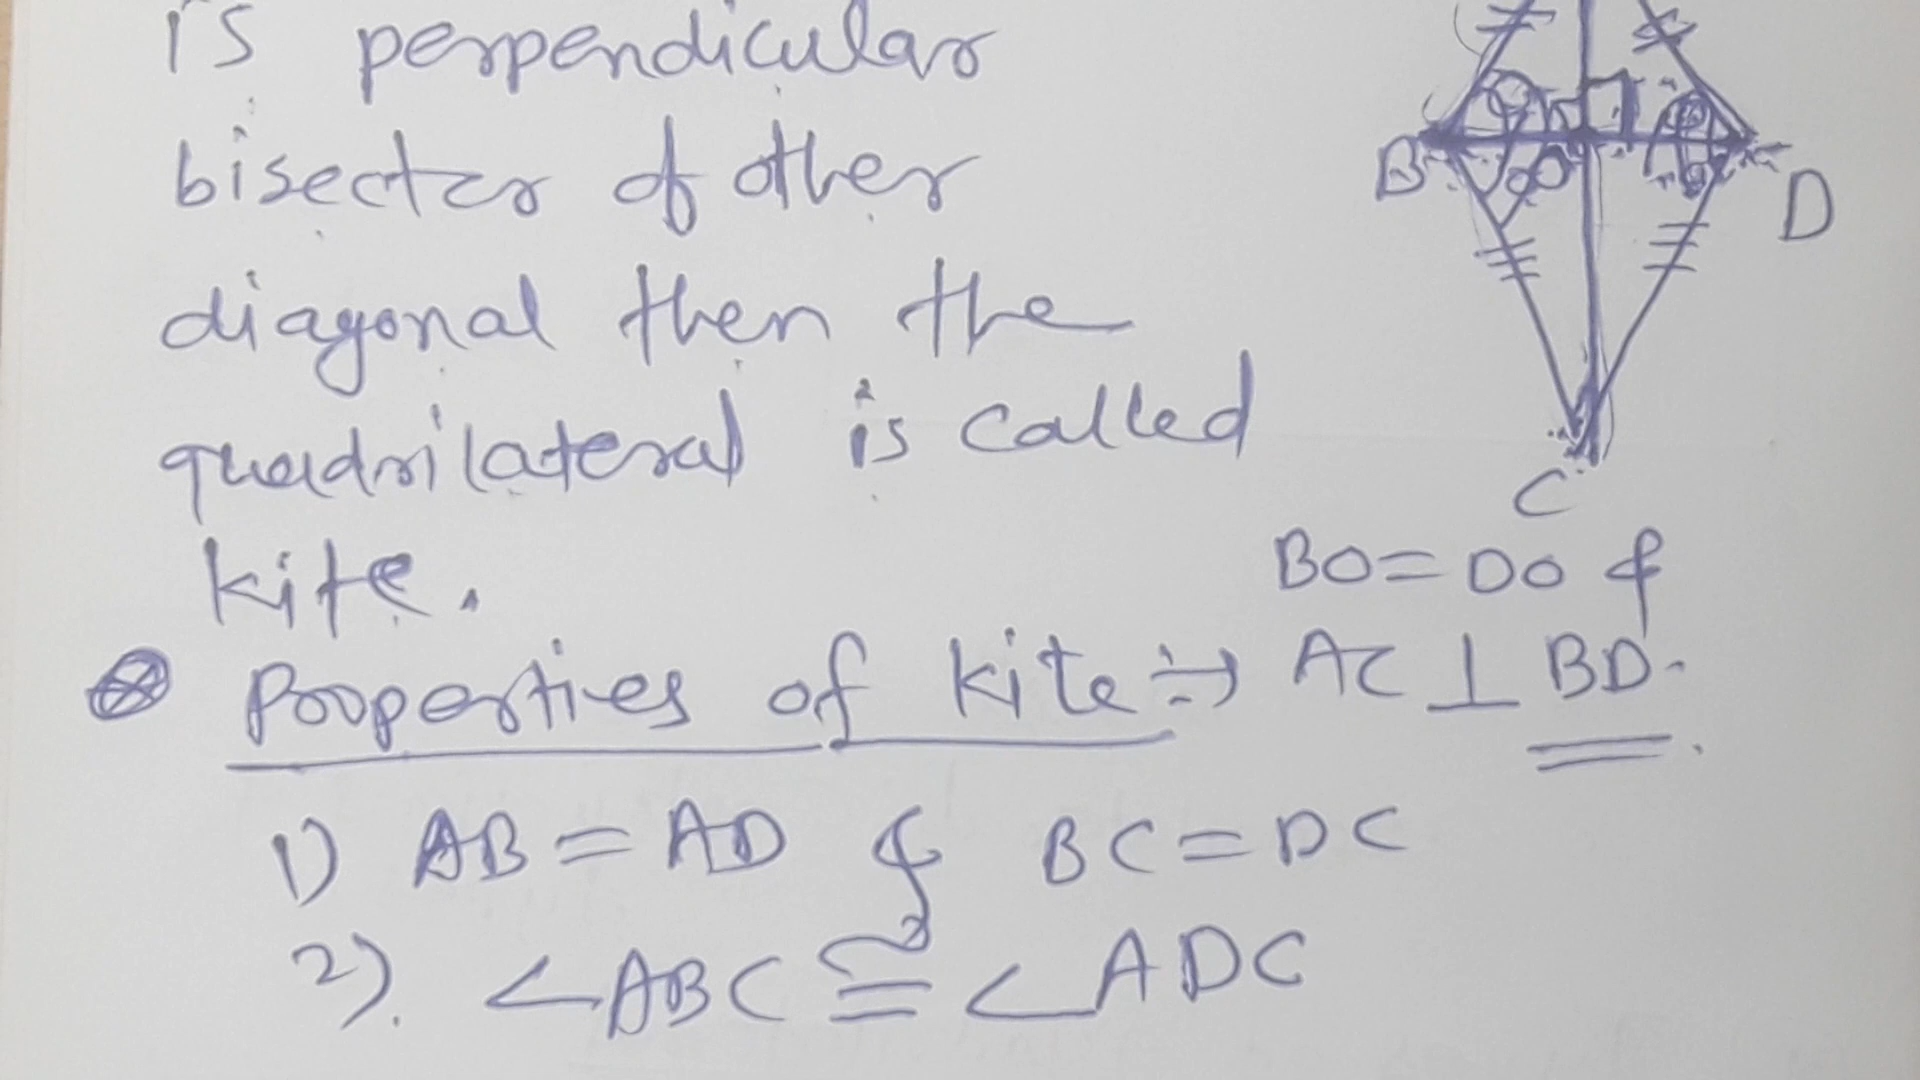 is perpendicular
bisector of other
diagonal then the
quadrilateral is called
kite.
B
D
C
BO = DO &
Properties of kite :→ AC ⊥ BD.
1) AB = AD & BC = DC
2). ∠ABC ≅ ∠ADC